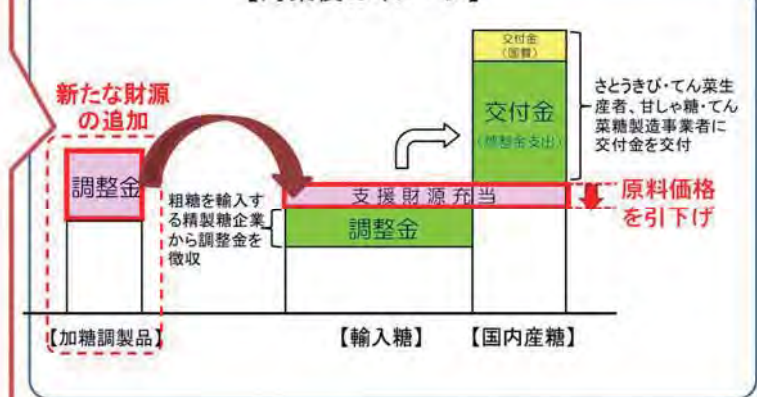 新たな財源
の追加
調整金
粗糖を輸入す
る精製糖企業
から調整金を
徴収
支援財源充当
調整金
交付金
(国費)
交付金
(調整金支出)
さとうきび・てん菜生
産者、甘しゃ糖・てん
菜糖製造事業者に
交付金を交付
原料価格
を引下げ
【加糖調製品】
【輸入糖】
【国内産糖】